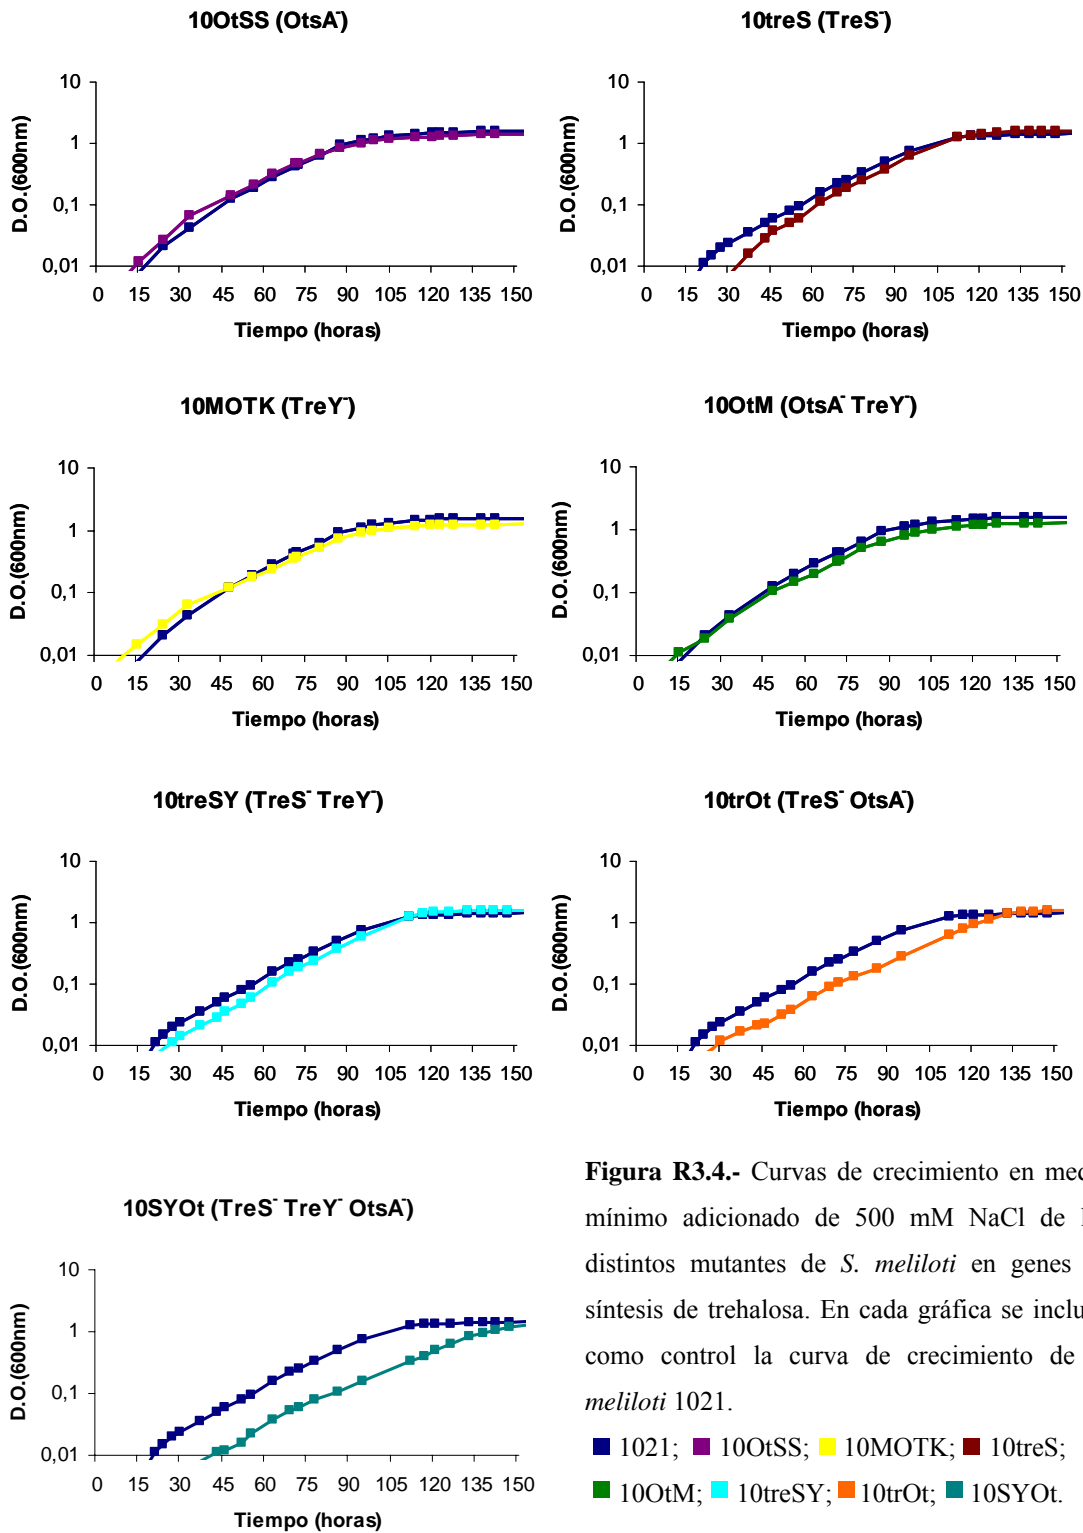 10OtSS (OtsA⁻)
10
1
0,1
0,01
D.O.(600nm)
0 15 30 45 60 75 90 105 120 135 150
Tiempo (horas)
10treS (TreS⁻)
10
1
0,1
0,01
D.O.(600nm)
0 15 30 45 60 75 90 105 120 135 150
Tiempo (horas)
10MOTK (TreY⁻)
10
1
0,1
0,01
D.O.(600nm)
0 15 30 45 60 75 90 105 120 135 150
Tiempo (horas)
10OtM (OtsA⁻ TreY⁻)
10
1
0,1
0,01
D.O.(600nm)
0 15 30 45 60 75 90 105 120 135 150
Tiempo (horas)
10treSY (TreS⁻ TreY⁻)
10
1
0,1
0,01
D.O.(600nm)
0 15 30 45 60 75 90 105 120 135 150
Tiempo (horas)
10trOt (TreS⁻ OtsA⁻)
10
1
0,1
0,01
D.O.(600nm)
0 15 30 45 60 75 90 105 120 135 150
Tiempo (horas)
10SYOt (TreS⁻ TreY⁻ OtsA⁻)
10
1
0,1
0,01
D.O.(600nm)
0 15 30 45 60 75 90 105 120 135 150
Tiempo (horas)
Figura R3.4.- Curvas de crecimiento en
mínimo adicionado de 500 mM NaCl de
distintos mutantes de S. meliloti en genes
síntesis de trehalosa. En cada gráfica se
como control la curva de crecimiento de
meliloti 1021.
1021; 10OtSS; 10MOTK; 10treS;
10OtM; 10treSY; 10trOt; 10SYOt.